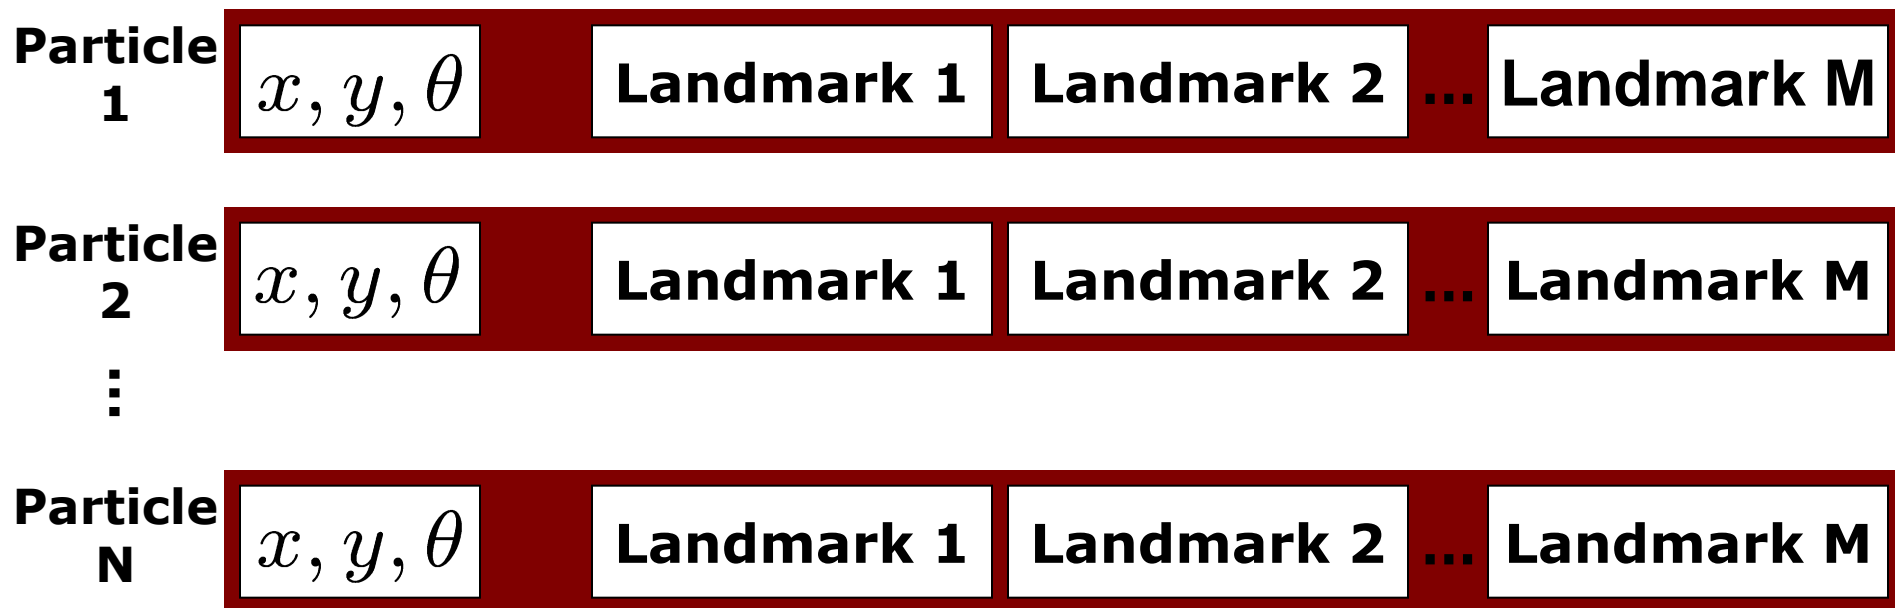 Particle
1
x, y, θ
Landmark 1
Landmark 2
...
Landmark M
Particle
2
x, y, θ
Landmark 1
Landmark 2
...
Landmark M
⋮
Particle
N
x, y, θ
Landmark 1
Landmark 2
...
Landmark M